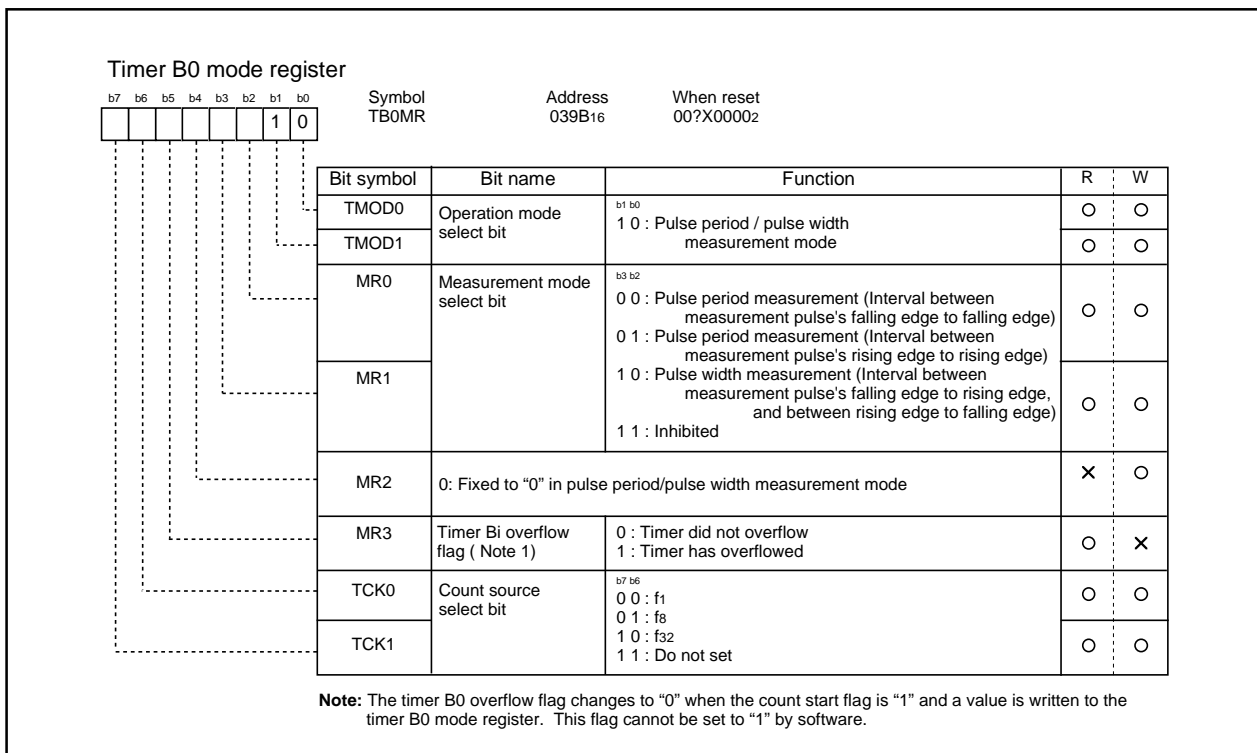 Timer B0 mode register
b7 b6 b5 b4 b3 b2 b1 b0
1 0
Symbol Address When reset
TB0MR 039B16 00?X00002
Bit symbol Bit name Function R W
TMOD0 Operation mode select bit b1 b0
1 0 : Pulse period / pulse width
measurement mode
O O
TMOD1 O O
MR0 Measurement mode
select bit
b3 b2
0 0 : Pulse period measurement (Interval between
measurement pulse's falling edge to falling edge)
0 1 : Pulse period measurement (Interval between
measurement pulse's rising edge to rising edge)
O O
MR1
1 0 : Pulse width measurement (Interval between
measurement pulse's falling edge to rising edge,
and between rising edge to falling edge)
1 1 : Inhibited
O O
MR2 0: Fixed to “0” in pulse period/pulse width measurement mode X O
MR3 Timer Bi overflow
flag ( Note 1)
0 : Timer did not overflow
1 : Timer has overflowed
O X
TCK0 Count source
select bit
b7 b6
0 0 : f1
0 1 : f8
O O
TCK1
1 0 : f32
1 1 : Do not set
O O
Note: The timer B0 overflow flag changes to “0” when the count start flag is “1” and a value is written to the
timer B0 mode register. This flag cannot be set to “1” by software.